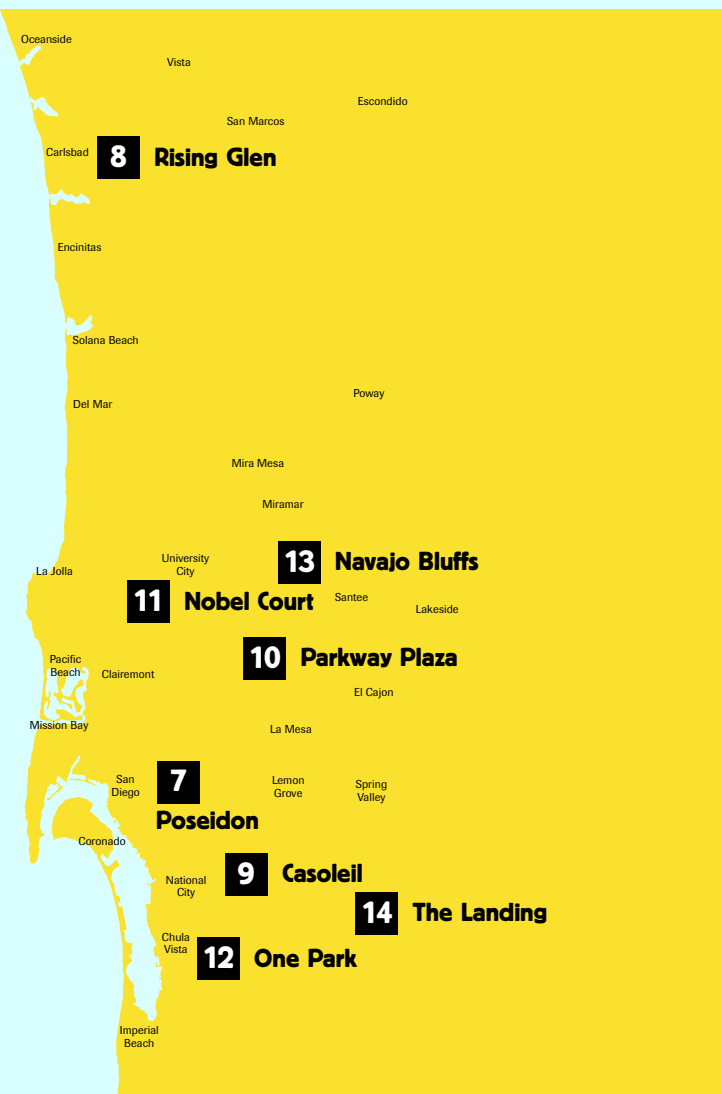 Oceanside
Vista
Escondido
San Marcos
Carlsbad
8 Rising Glen
Encinitas
Solana Beach
Poway
Del Mar
Mira Mesa
Miramar
University
City
13 Navajo Bluffs
La Jolla
11 Nobel Court
Santee
Lakeside
10 Parkway Plaza
Pacific
Beach
Clairemont
El Cajon
Mission Bay
La Mesa
San
Diego
7
Poseidon
Lemon
Grove
Spring
Valley
Coronado
National
City
9 Casoleil
14 The Landing
Chula
Vista
12 One Park
Imperial
Beach